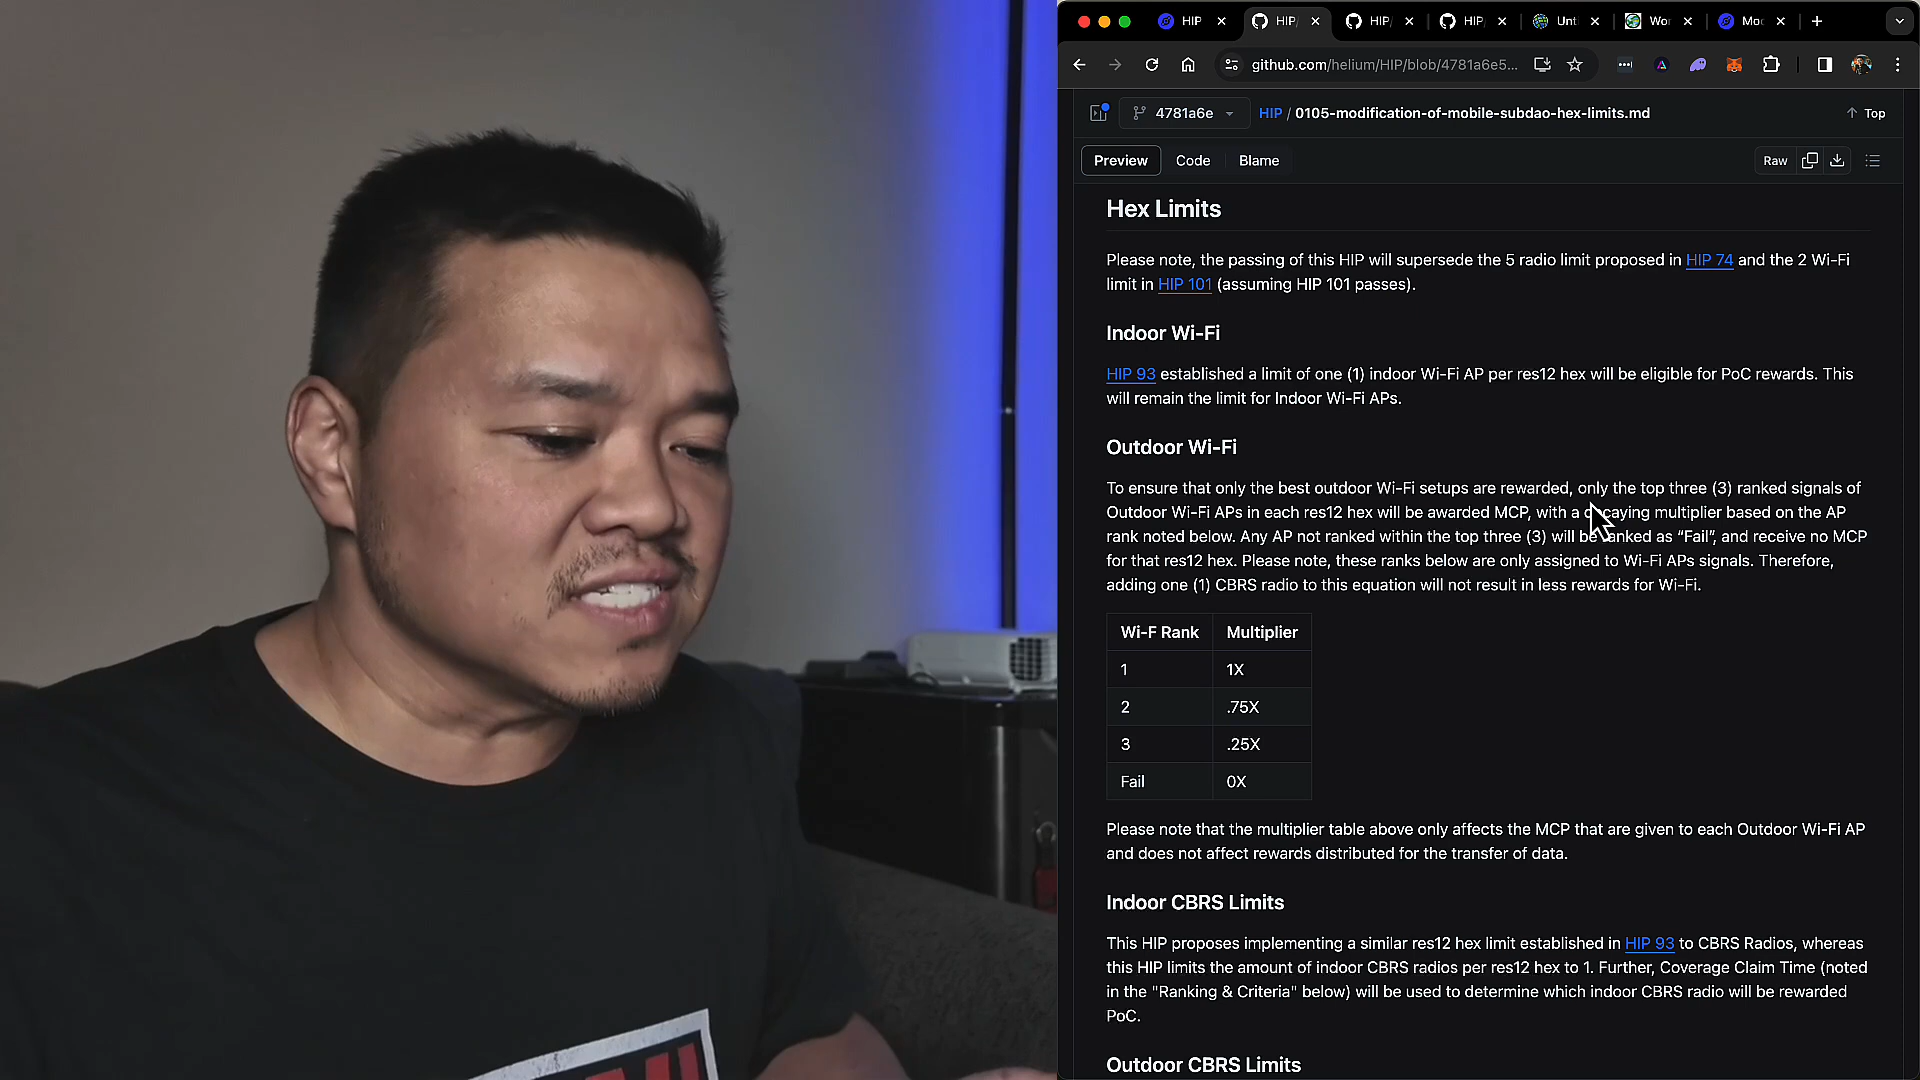 HIP
HIP/
HIP/
HIP/
Unt
Wor
Mod
github.com/helium/HIP/blob/4781a6e5...
4781a6e
HIP / 0105-modification-of-mobile-subdao-hex-limits.md
Top
Preview
Code
Blame
Raw
Hex Limits
Please note, the passing of this HIP will supersede the 5 radio limit proposed in HIP 74 and the 2 Wi-Fi
limit in HIP 101 (assuming HIP 101 passes).
Indoor Wi-Fi
HIP 93 established a limit of one (1) indoor Wi-Fi AP per res12 hex will be eligible for PoC rewards. This
will remain the limit for Indoor Wi-Fi APs.
Outdoor Wi-Fi
To ensure that only the best outdoor Wi-Fi setups are rewarded, only the top three (3) ranked signals of
Outdoor Wi-Fi APs in each res12 hex will be awarded MCP, with a decaying multiplier based on the AP
rank noted below. Any AP not ranked within the top three (3) will be ranked as “Fail”, and receive no MCP
for that res12 hex. Please note, these ranks below are only assigned to Wi-Fi APs signals. Therefore,
adding one (1) CBRS radio to this equation will not result in less rewards for Wi-Fi.
Wi-F Rank Multiplier
1 1X
2 .75X
3 .25X
Fail 0X
Please note that the multiplier table above only affects the MCP that are given to each Outdoor Wi-Fi AP
and does not affect rewards distributed for the transfer of data.
Indoor CBRS Limits
This HIP proposes implementing a similar res12 hex limit established in HIP 93 to CBRS Radios, whereas
this HIP limits the amount of indoor CBRS radios per res12 hex to 1. Further, Coverage Claim Time (noted
in the "Ranking & Criteria" below) will be used to determine which indoor CBRS radio will be rewarded
PoC.
Outdoor CBRS Limits